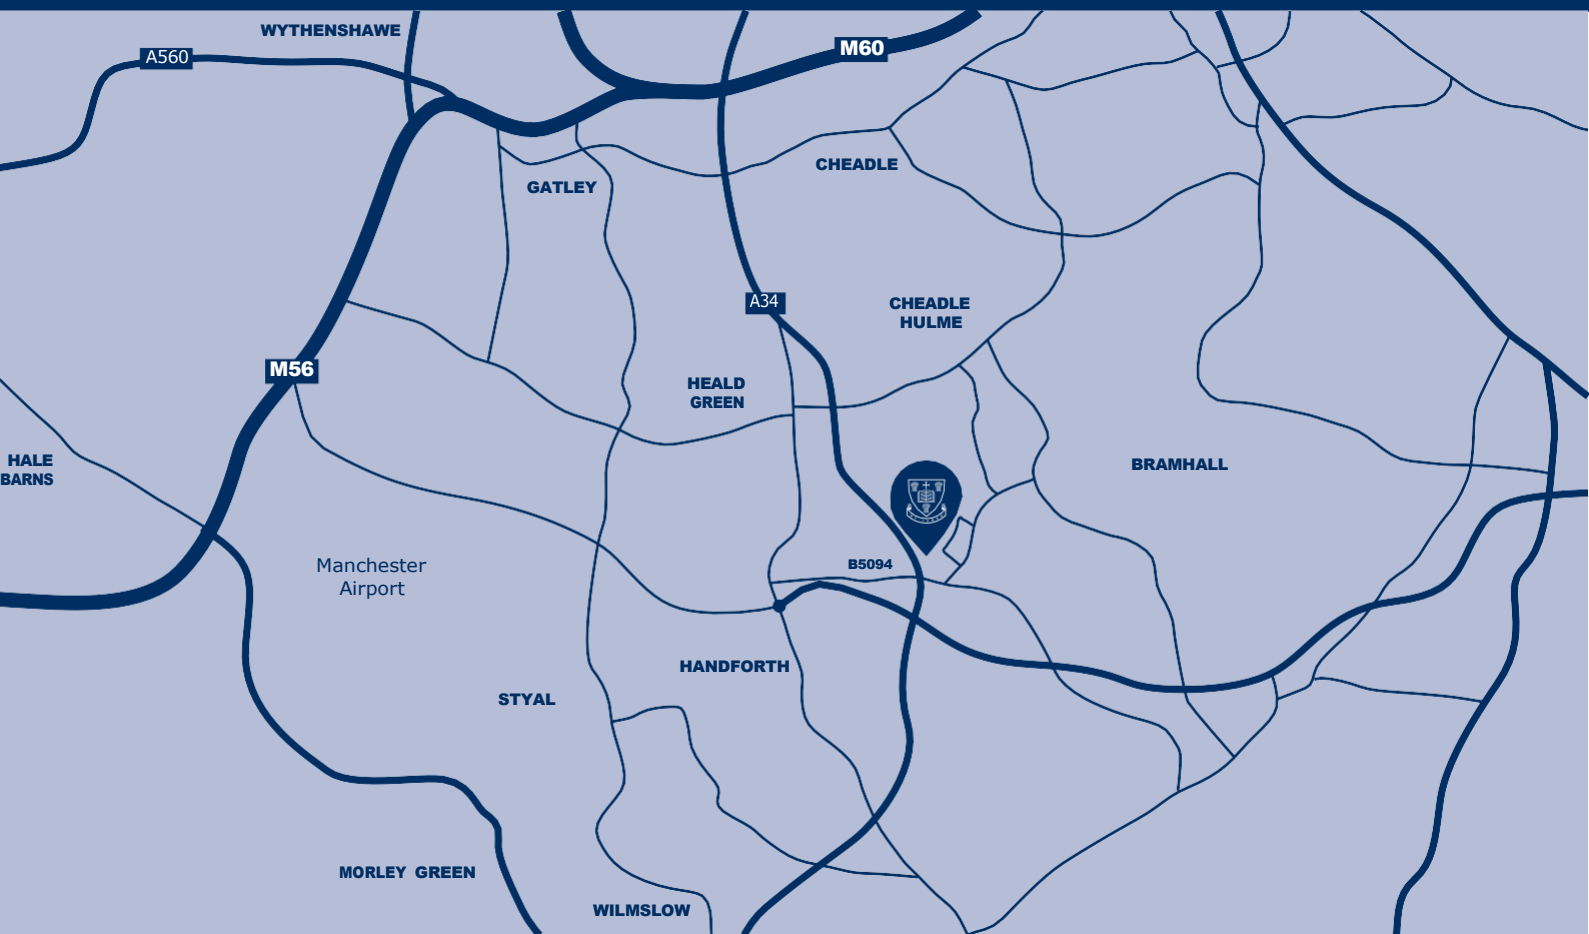 WYTHENSHAWE
A560
M60
CHEADLE
GATLEY
A34
CHEADLE
HULME
M56
HEALD
GREEN
HALE
BARNS
BRAMHALL
Manchester
Airport
B5094
HANDFORTH
STYAL
MORLEY GREEN
WILMSLOW